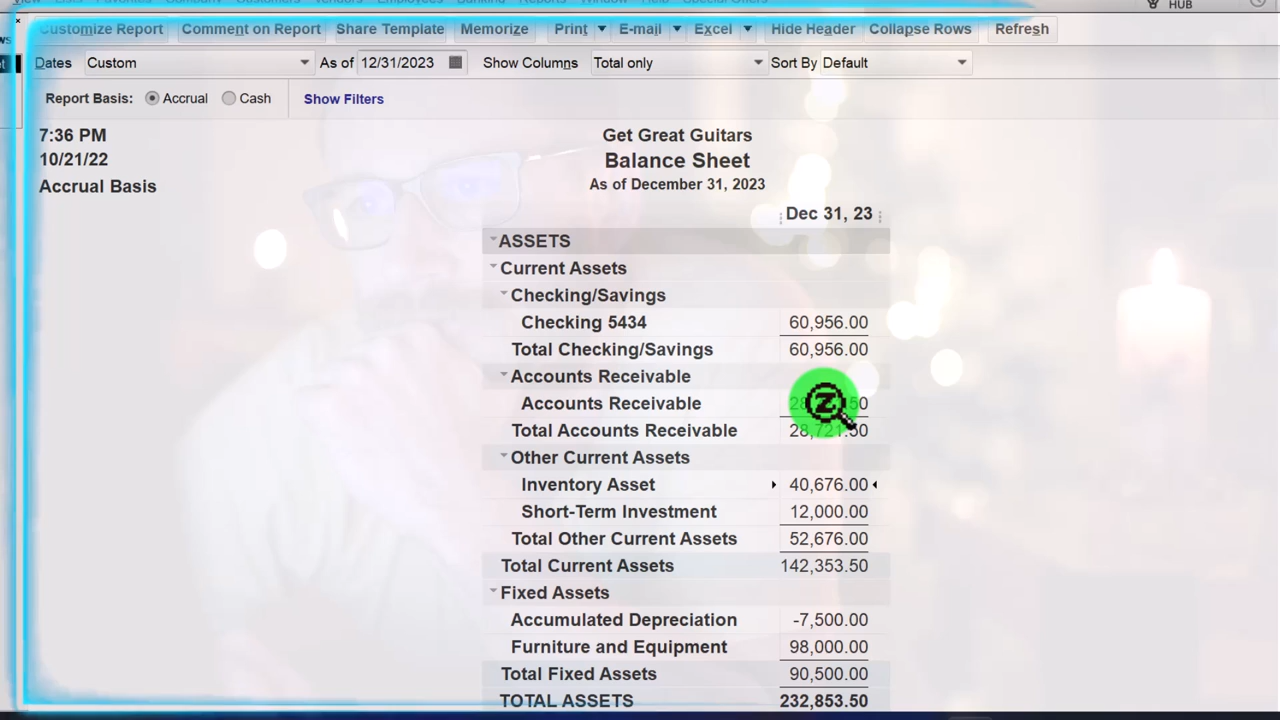 HUB
Customize Report Comment on Report Share Template Memorize Print E-mail Excel Hide Header Collapse Rows Refresh
Dates Custom As of 12/31/2023 Show Columns Total only Sort By Default
Report Basis: Accrual Cash Show Filters
7:36 PM
10/21/22
Accrual Basis
Get Great Guitars
Balance Sheet
As of December 31, 2023
Dec 31, 23
ASSETS
Current Assets
Checking/Savings
Checking 5434 60,956.00
Total Checking/Savings 60,956.00
Accounts Receivable
Accounts Receivable
Total Accounts Receivable 28,721.50
Other Current Assets
Inventory Asset 40,676.00
Short-Term Investment 12,000.00
Total Other Current Assets 52,676.00
Total Current Assets 142,353.50
Fixed Assets
Accumulated Depreciation -7,500.00
Furniture and Equipment 98,000.00
Total Fixed Assets 90,500.00
TOTAL ASSETS 232,853.50